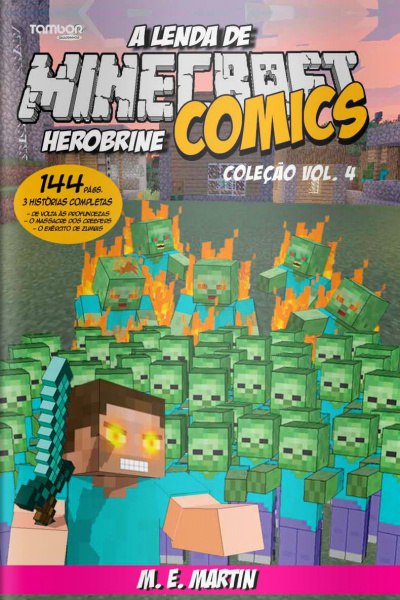 TAMBOR
QUADRINHOS
A LENDA DE
MINECRAFT
HEROBRINE COMICS
COLEÇÃO VOL. 4
144 PÁGS.
3 HISTÓRIAS COMPLETAS
- DE VOLTA ÀS PROFUNDEZAS
- O MASSACRE DOS CREEPERS
- O EXÉRCITO DE ZUMBIS
M. E. MARTIN